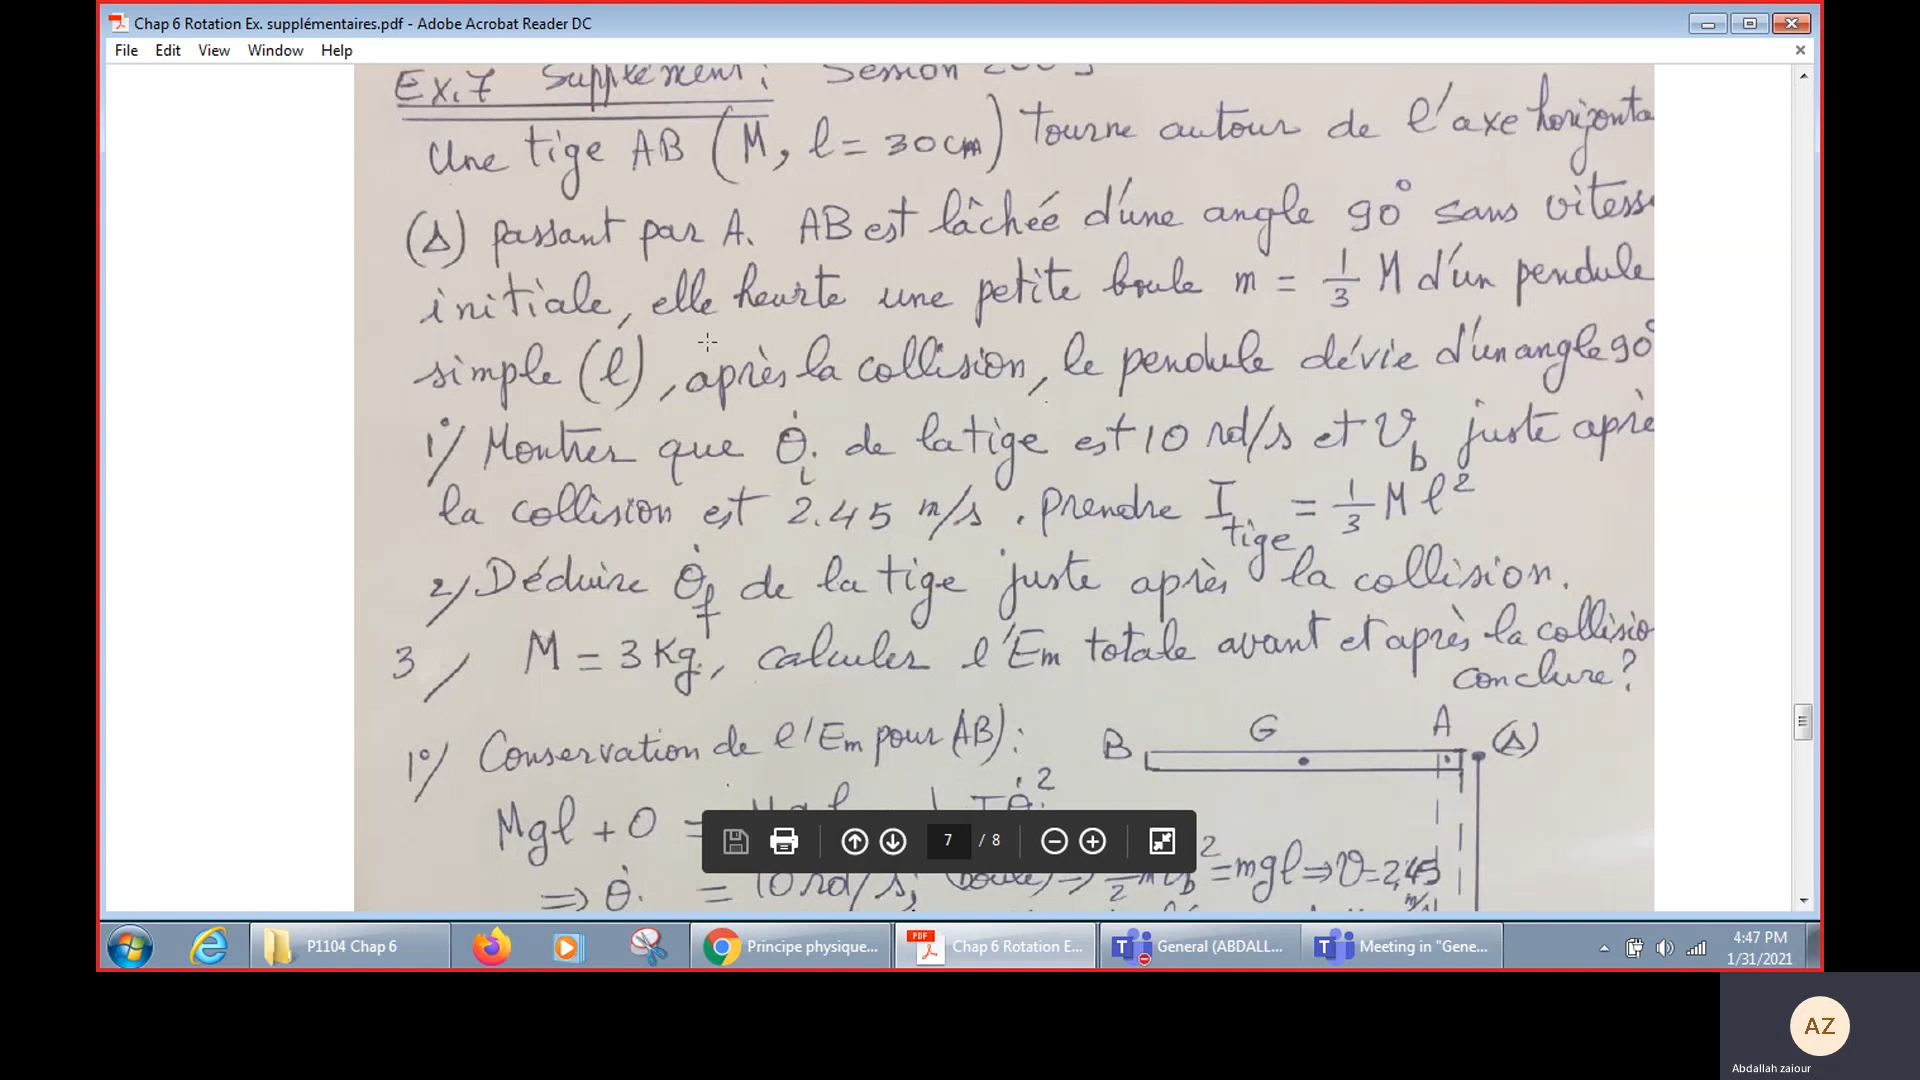 Chap 6 Rotation Ex. supplémentaires.pdf - Adobe Acrobat Reader DC
File Edit View Window Help
Ex.7 Supplément: Session
Une tige AB (M, l = 30cm) tourne autour de l'axe horizonta
(Δ) passant par A. AB est lâchée d'une angle 90° sans vitesse
initiale, elle heurte une petite boule m = 1/3 M d'un pendule
simple (l), après la collision, le pendule dévie d'un angle 90°
1°/ Montrer que θ̇i de la tige est 10 rd/s et Vb juste aprè
la collision est 2.45 m/s. prendre I tige = 1/3 M l²
2/ Déduire θ̇f de la tige juste après la collision.
3/ M = 3 Kg, calculer l'Em totale avant et après la collisio
conclure?
1°/ Conservation de l'Em pour (AB):
B G A (Δ)
Mgl + 0 =
7 / 8
=> θ̇i = 10 rd/s; (boule) => 1/2 m Vb² = mgl => V = 2,45 m/s
P1104 Chap 6
Principe physique...
PDF
Chap 6 Rotation E...
General (ABDALL...
Meeting in "Gene...
4:47 PM
1/31/2021
AZ
Abdallah zaiour